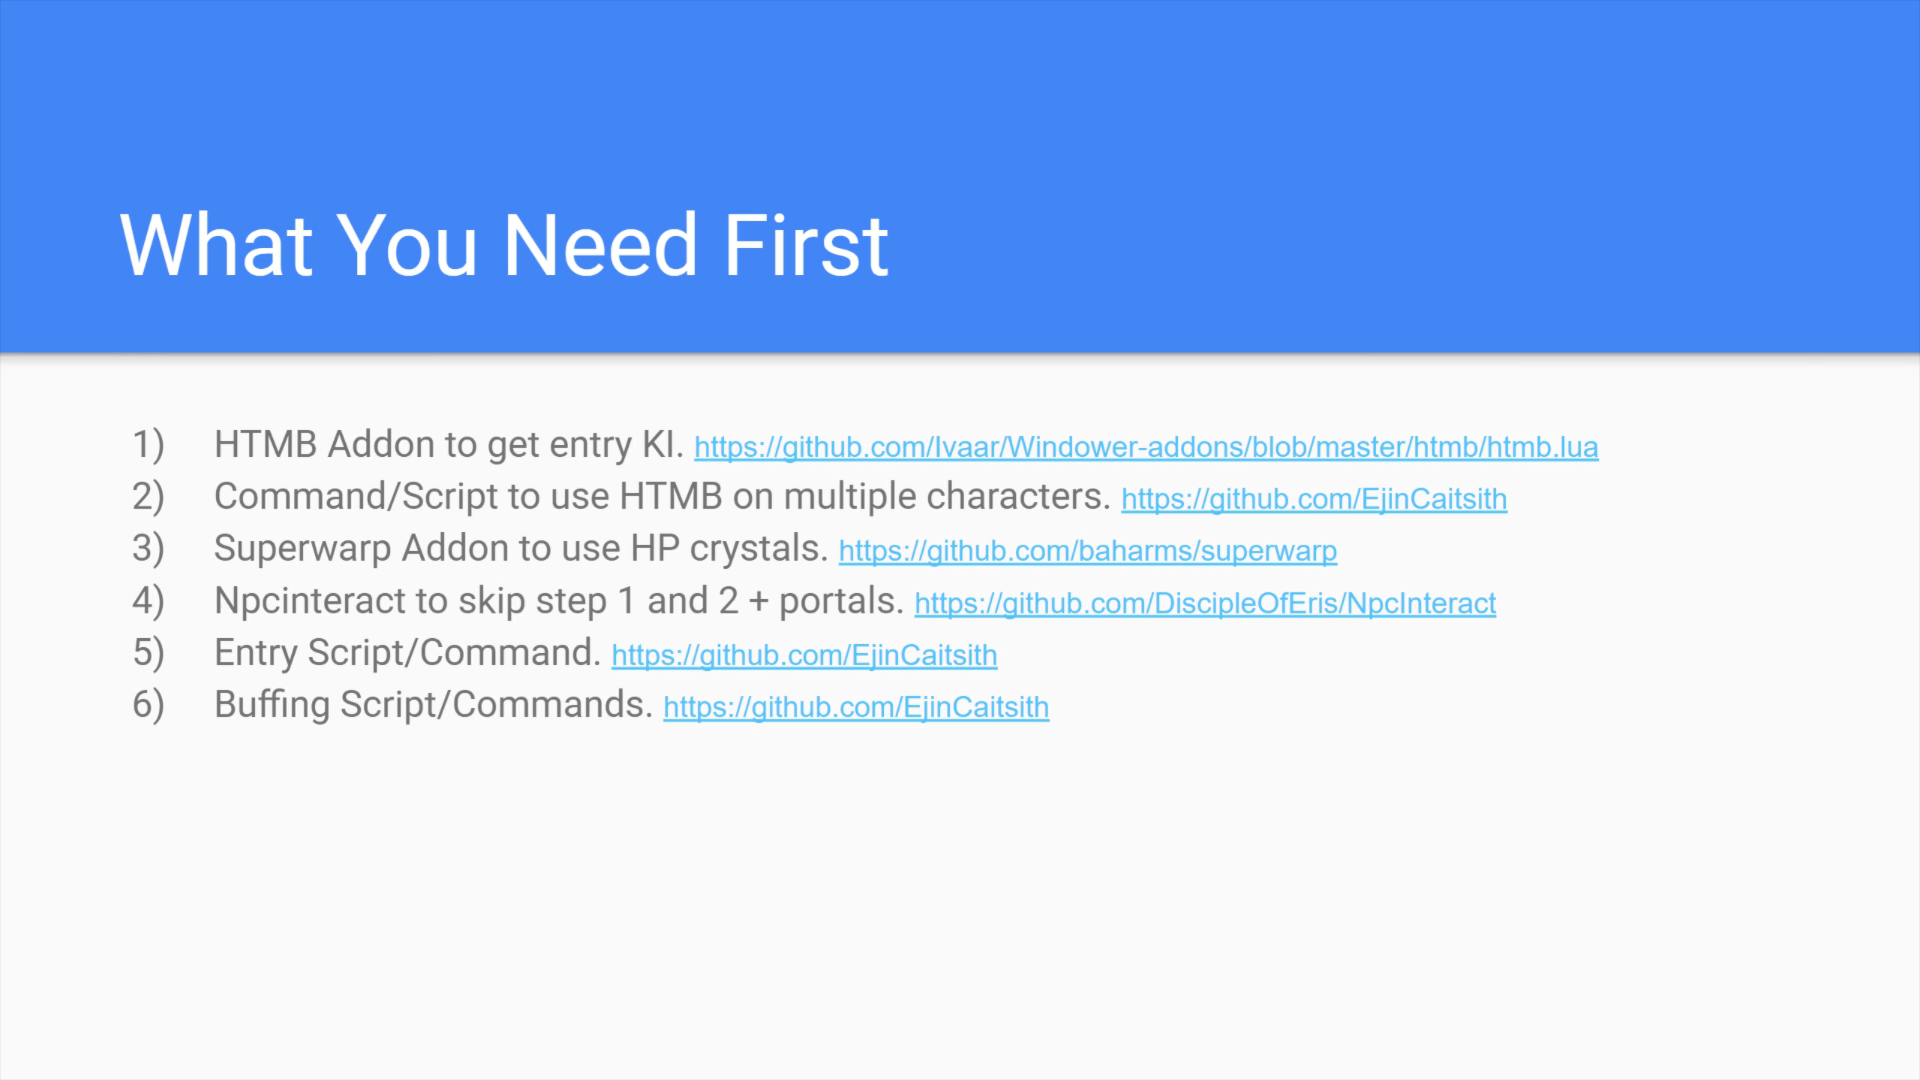 What You Need First
1) HTMB Addon to get entry KI. https://github.com/Ivaar/Windower-addons/blob/master/htmb/htmb.lua
2) Command/Script to use HTMB on multiple characters. https://github.com/EjinCaitsith
3) Superwarp Addon to use HP crystals. https://github.com/baharms/superwarp
4) Npcinteract to skip step 1 and 2 + portals. https://github.com/DiscipleOfEris/NpcInteract
5) Entry Script/Command. https://github.com/EjinCaitsith
6) Buffing Script/Commands. https://github.com/EjinCaitsith